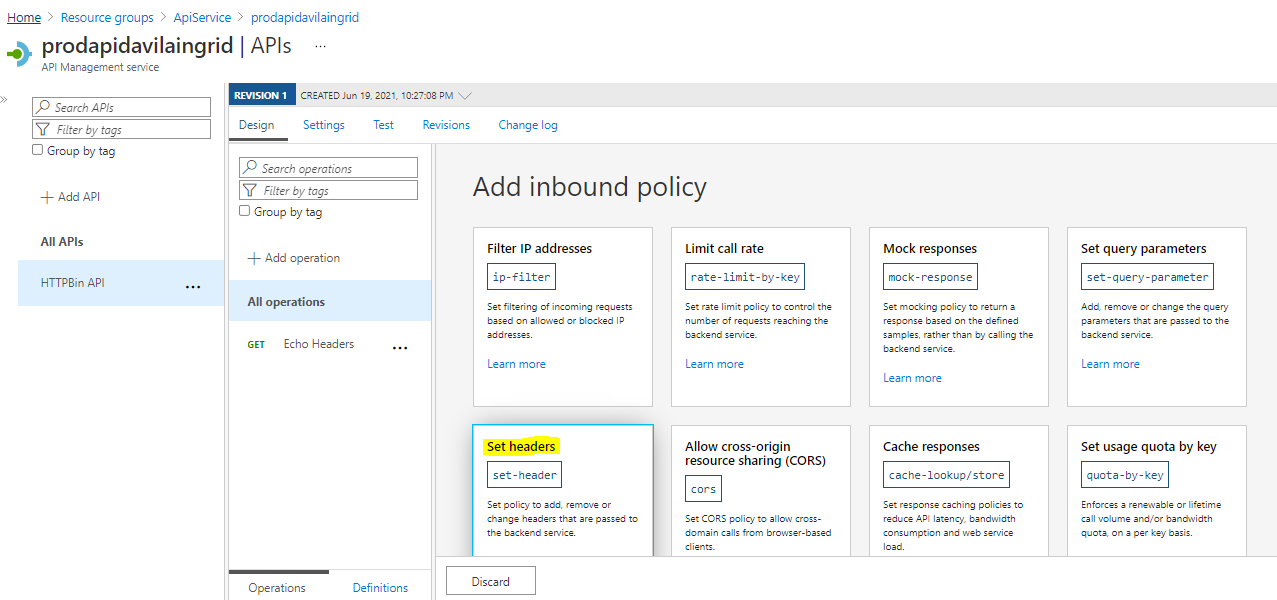 Home > Resource groups > ApiService > prodapidavilaingrid
prodapidavilaingrid | APIs ...
API Management service
»
Search APIs
Filter by tags
Group by tag
+ Add API
All APIs
HTTPBin API ...
REVISION 1 CREATED Jun 19, 2021, 10:27:08 PM
Design Settings Test Revisions Change log
Search operations
Filter by tags
Group by tag
+ Add operation
All operations
GET Echo Headers ...
Operations Definitions
Add inbound policy
Filter IP addresses
ip-filter
Set filtering of incoming requests
based on allowed or blocked IP
addresses.
Learn more
Limit call rate
rate-limit-by-key
Set rate limit policy to control the
number of requests reaching the
backend service.
Learn more
Mock responses
mock-response
Set mocking policy to return a
response based on the defined
samples, rather than by calling the
backend service.
Learn more
Set query parameters
set-query-parameter
Add, remove or change the query
parameters that are passed to the
backend service.
Learn more
Set headers
set-header
Set policy to add, remove or
change headers that are passed to
the backend service.
Allow cross-origin
resource sharing (CORS)
cors
Set CORS policy to allow cross-
domain calls from browser-based
clients.
Cache responses
cache-lookup/store
Set response caching policies to
reduce API latency, bandwidth
consumption and web service
load.
Set usage quota by key
quota-by-key
Enforces a renewable or lifetime
call volume and/or bandwidth
quota, on a per key basis.
Discard